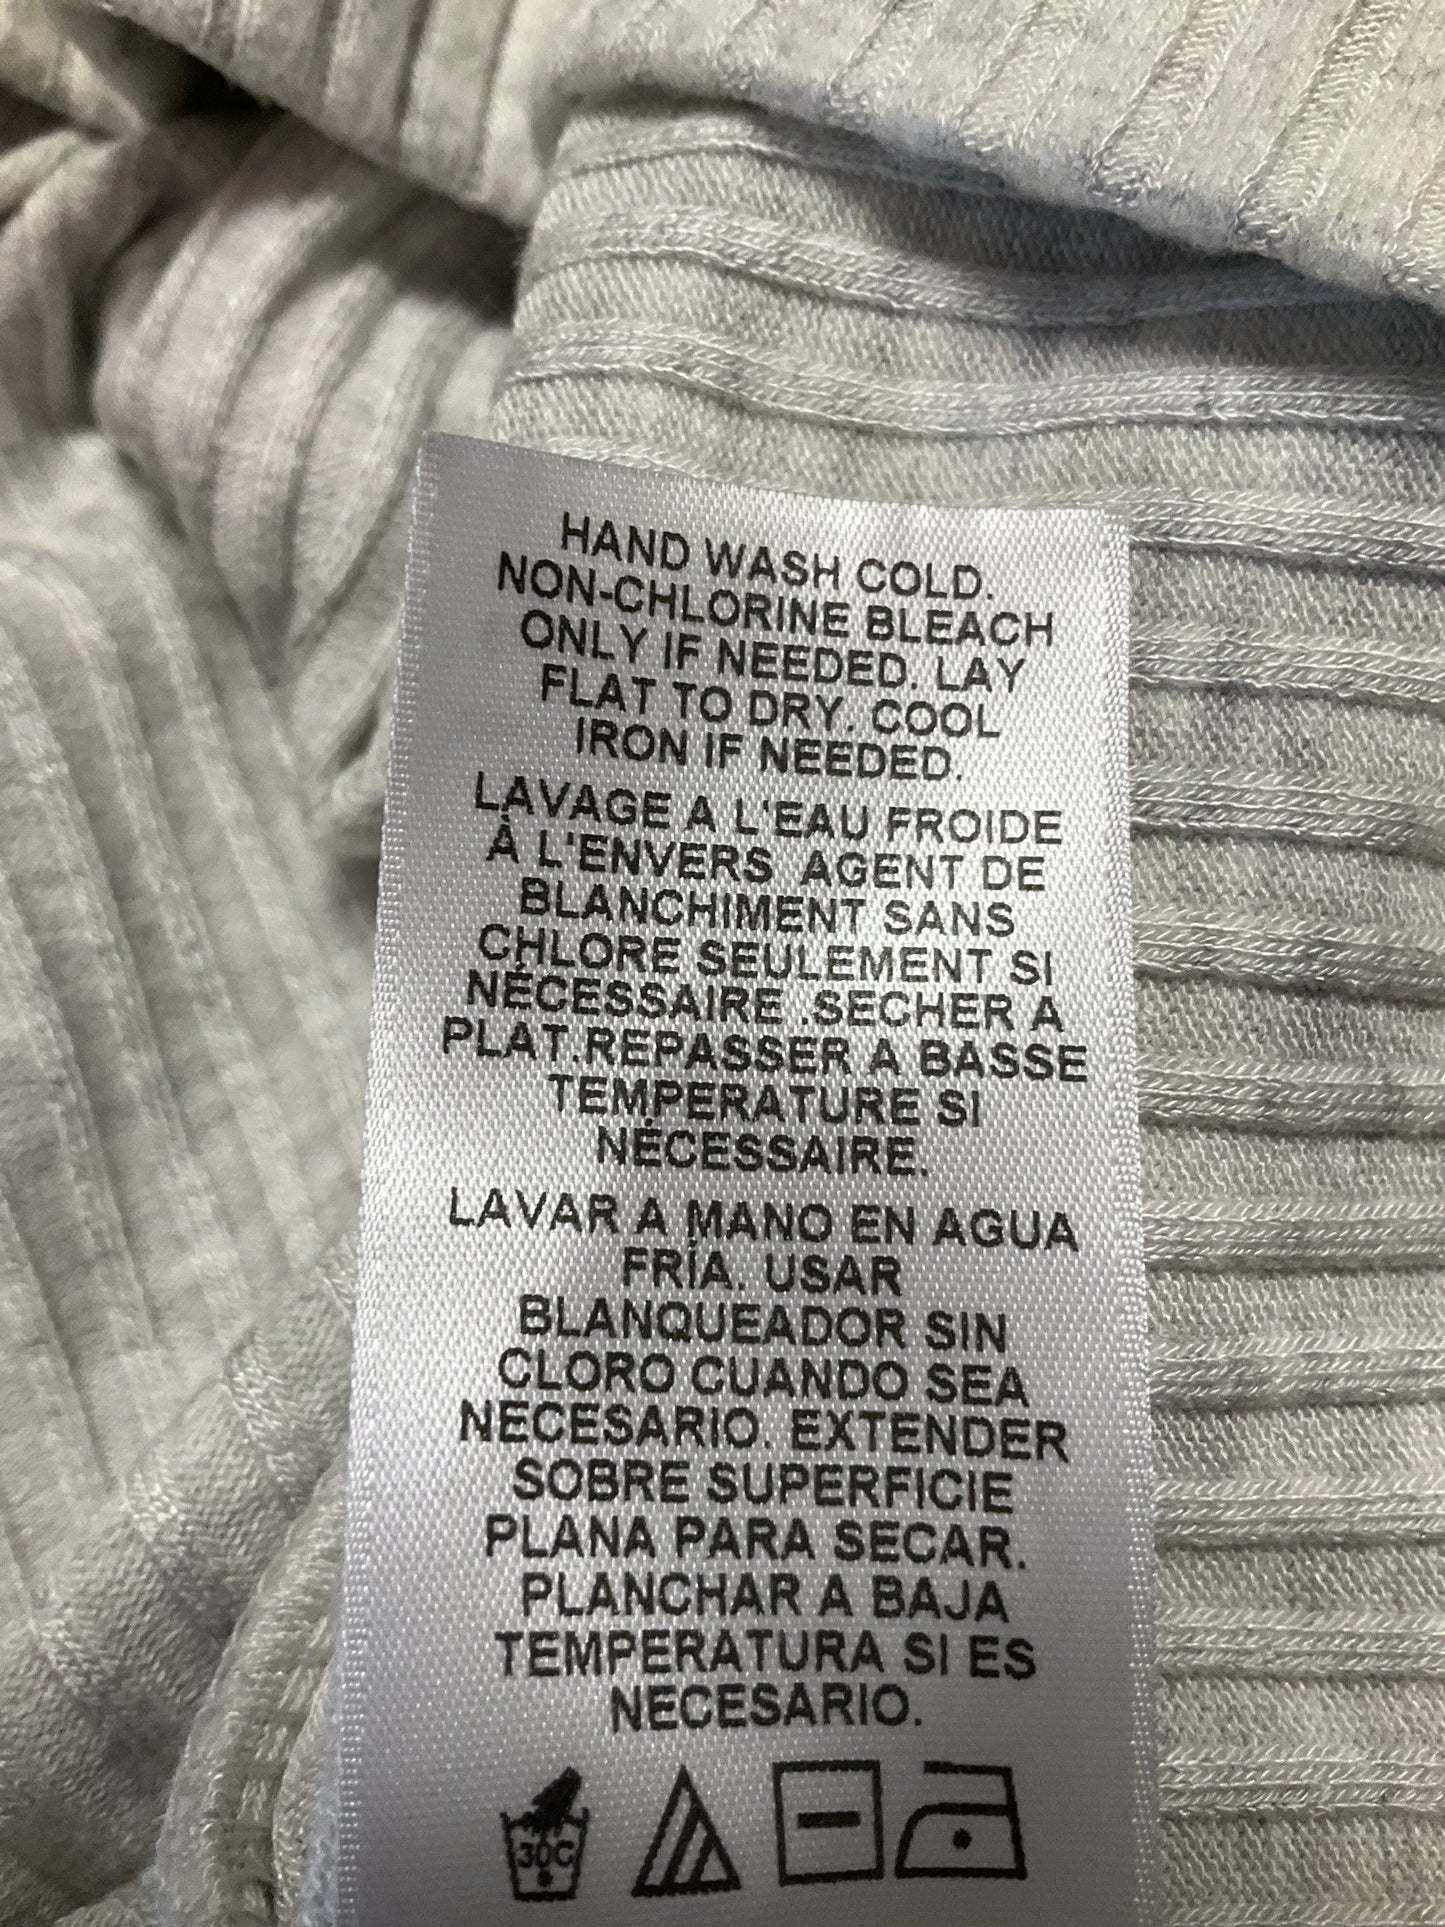 HAND WASH COLD.
NON-CHLORINE BLEACH
ONLY IF NEEDED. LAY
FLAT TO DRY. COOL
IRON IF NEEDED.
LAVAGE A L'EAU FROIDE
À L'ENVERS AGENT DE
BLANCHIMENT SANS
CHLORE SEULEMENT SI
NÉCESSAIRE .SECHER A
PLAT.REPASSER A BASSE
TEMPERATURE SI
NÉCESSAIRE.
LAVAR A MANO EN AGUA
FRÍA. USAR
BLANQUEADOR SIN
CLORO CUANDO SEA
NECESARIO. EXTENDER
SOBRE SUPERFICIE
PLANA PARA SECAR.
PLANCHAR A BAJA
TEMPERATURA SI ES
NECESARIO.
30C